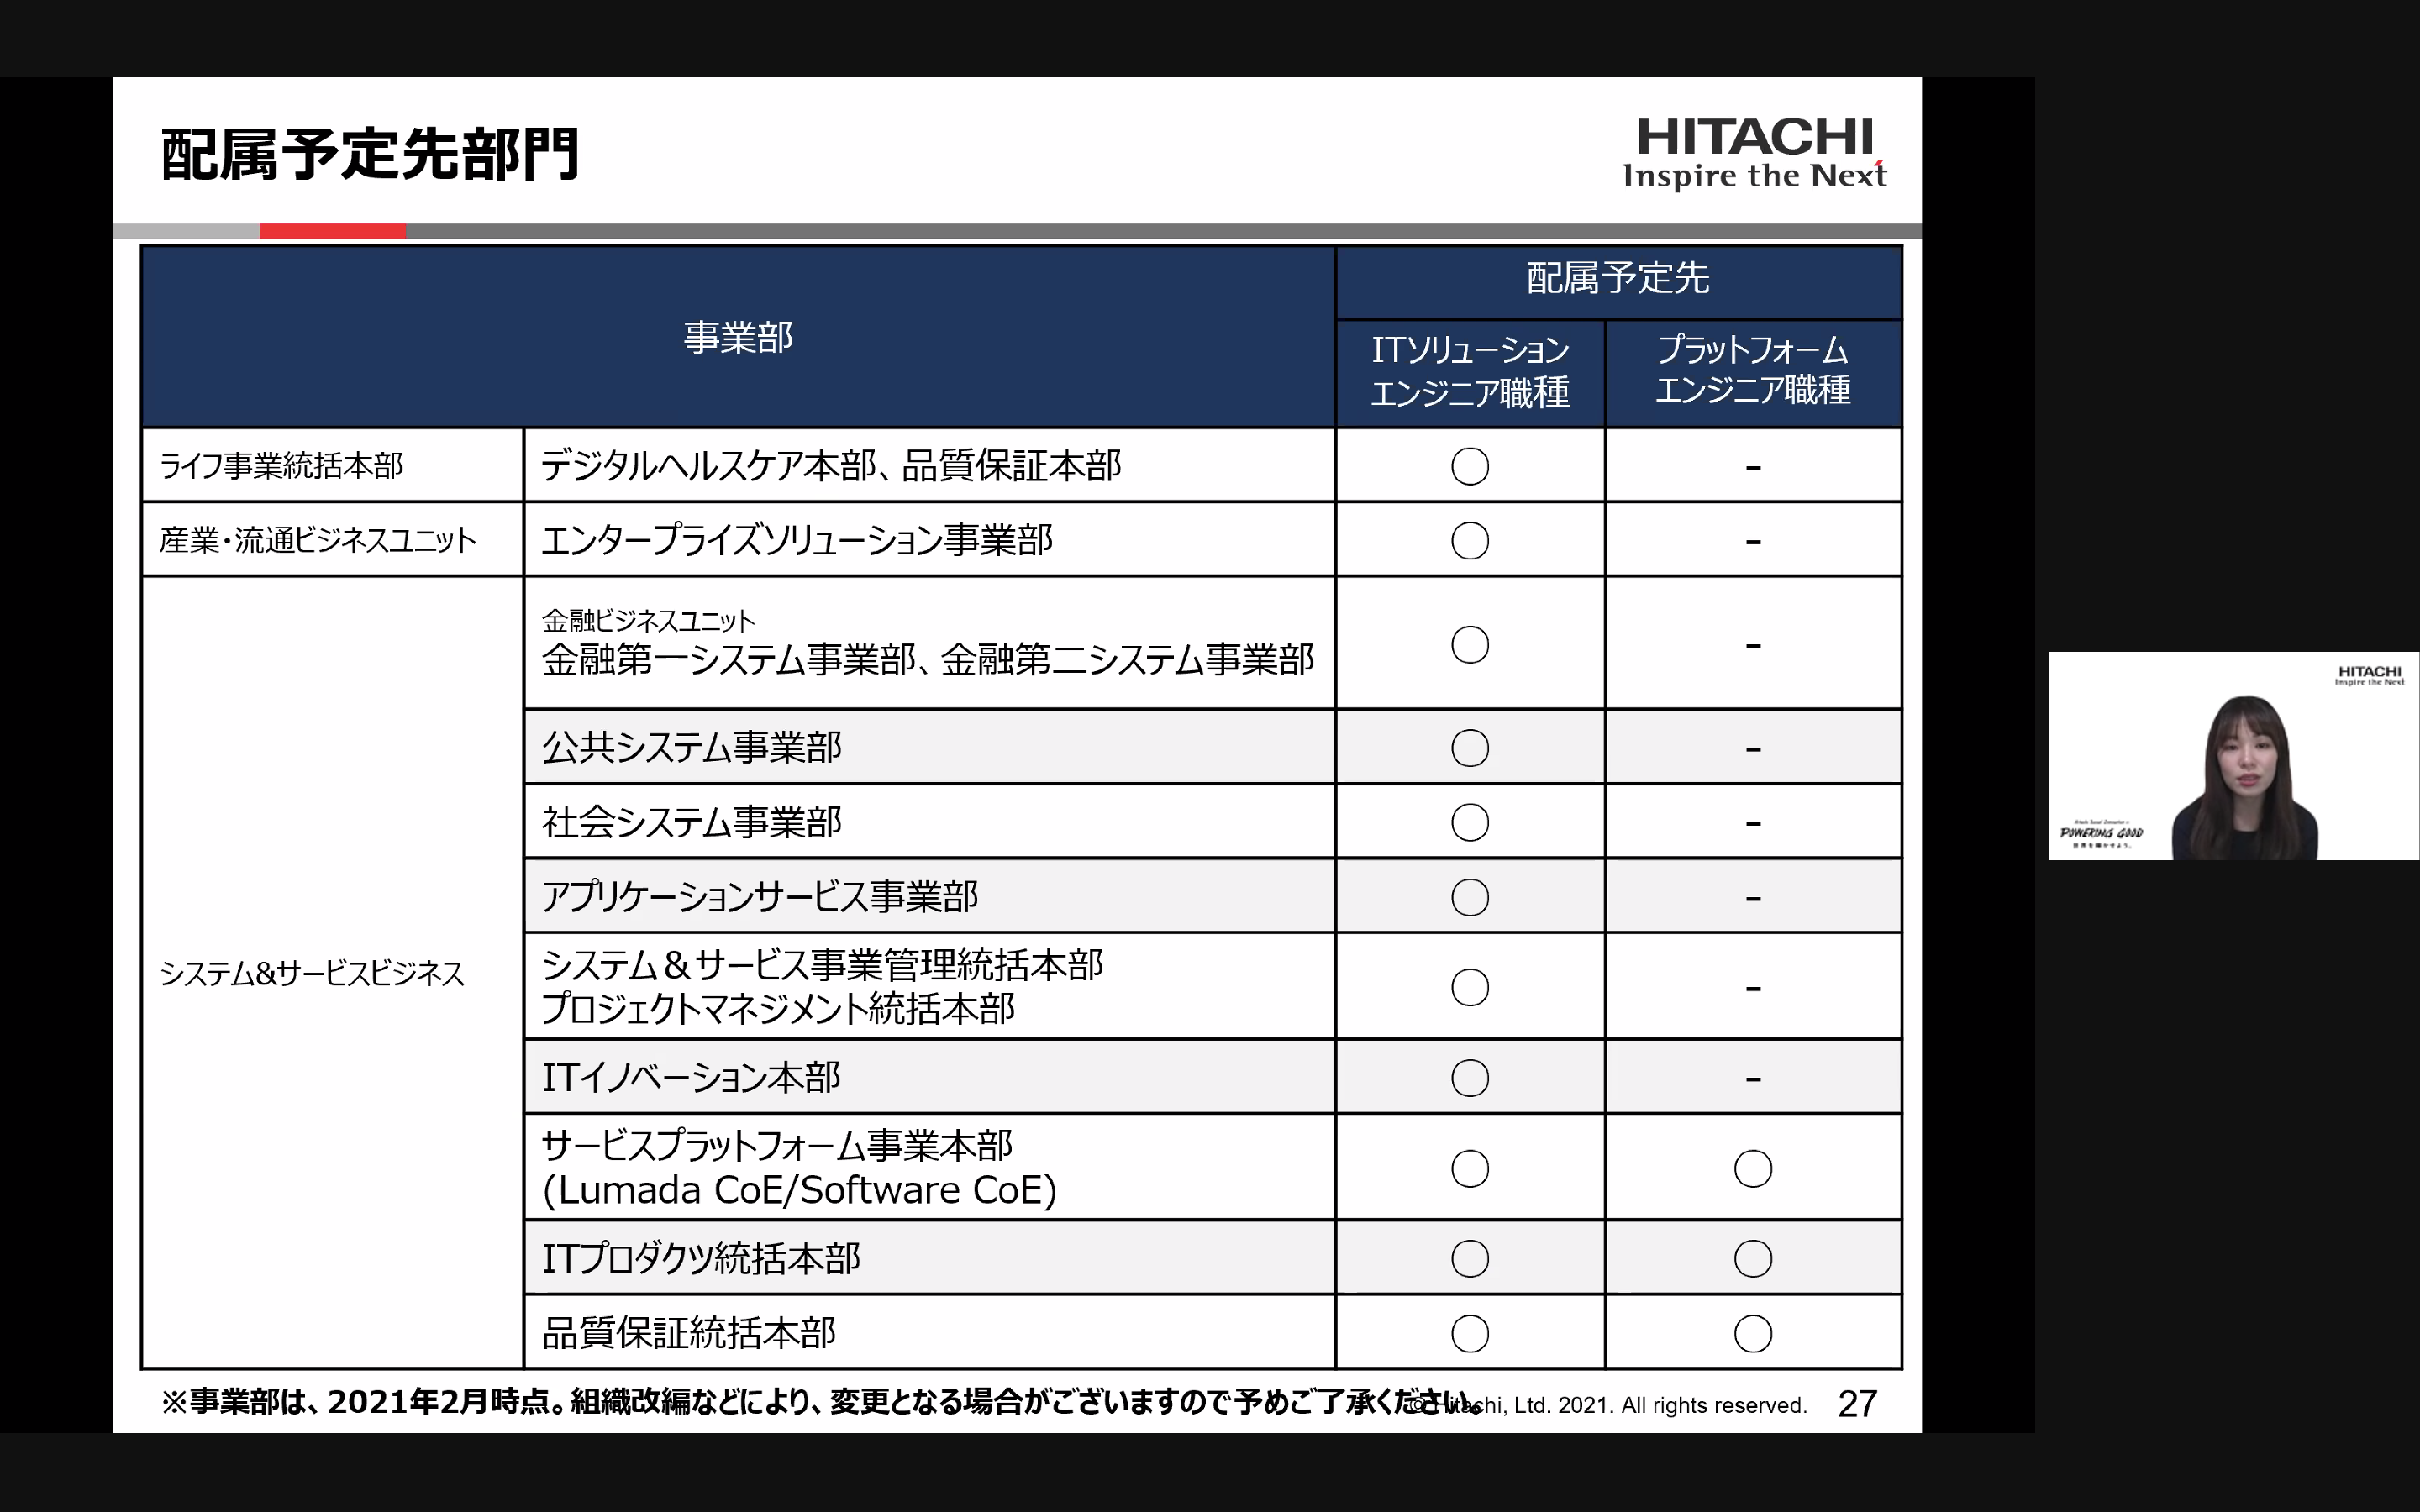 配属予定先部門
HITACHI
Inspire the Next
事業部
配属予定先
ITソリューション
エンジニア職種
プラットフォーム
エンジニア職種
ライフ事業統括本部
デジタルヘルスケア本部、品質保証本部
○
-
産業・流通ビジネスユニット
エンタープライズソリューション事業部
○
-
システム&サービスビジネス
金融ビジネスユニット
金融第一システム事業部、金融第二システム事業部
○
-
公共システム事業部
○
-
社会システム事業部
○
-
アプリケーションサービス事業部
○
-
システム＆サービス事業管理統括本部
プロジェクトマネジメント統括本部
○
-
ITイノベーション本部
○
-
サービスプラットフォーム事業本部
(Lumada CoE/Software CoE)
○
○
ITプロダクツ統括本部
○
○
品質保証統括本部
○
○
※事業部は、2021年2月時点。組織改編などにより、変更となる場合がございますので予めご了承ください。
© Hitachi, Ltd. 2021. All rights reserved.
27
HITACHI
Inspire the Next
POWERING GOOD
世界を輝かせよう。